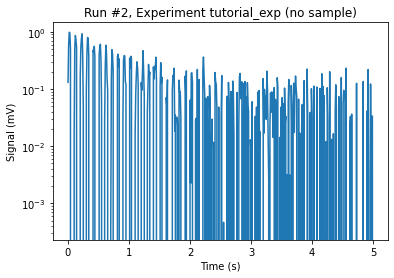 Run #2, Experiment tutorial_exp (no sample)
Signal (mV)
10⁰
10⁻¹
10⁻²
10⁻³
0 1 2 3 4 5
Time (s)